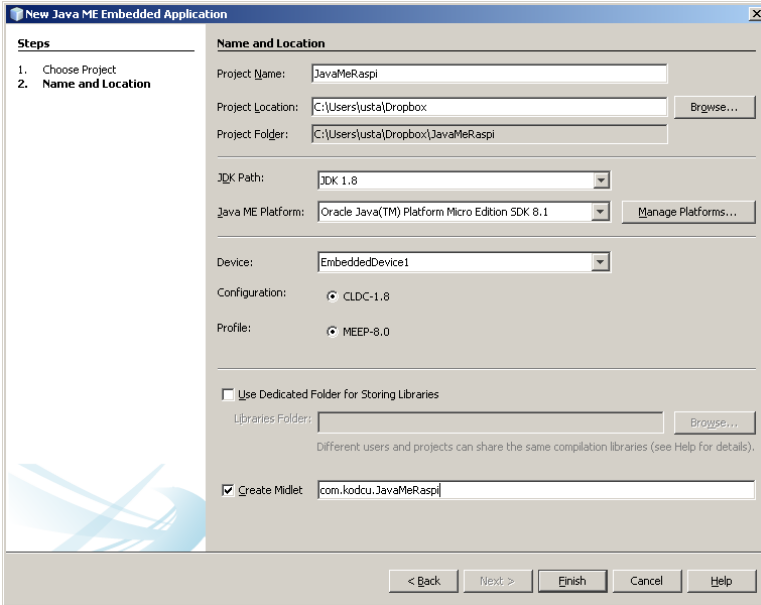 New Java ME Embedded Application
Steps
1. Choose Project
2. Name and Location
Name and Location
Project Name: JavaMeRaspi
Project Location: C:\Users\usta\Dropbox Browse...
Project Folder: C:\Users\usta\Dropbox\JavaMeRaspi
JDK Path: JDK 1.8
Java ME Platform: Oracle Java(TM) Platform Micro Edition SDK 8.1 Manage Platforms...
Device: EmbeddedDevice1
Configuration: CLDC-1.8
Profile: MEEP-8.0
Use Dedicated Folder for Storing Libraries
Libraries Folder: Browse...
Different users and projects can share the same compilation libraries (see Help for details).
Create Midlet com.kodcu.JavaMeRaspi
< Back Next > Finish Cancel Help